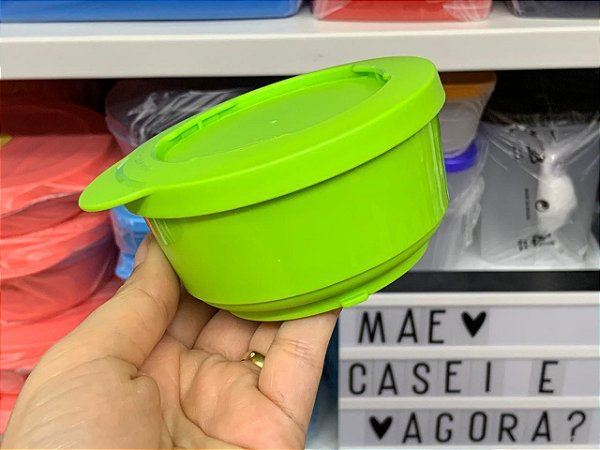 MAE ♥
CASEI E
♥ AGORA?